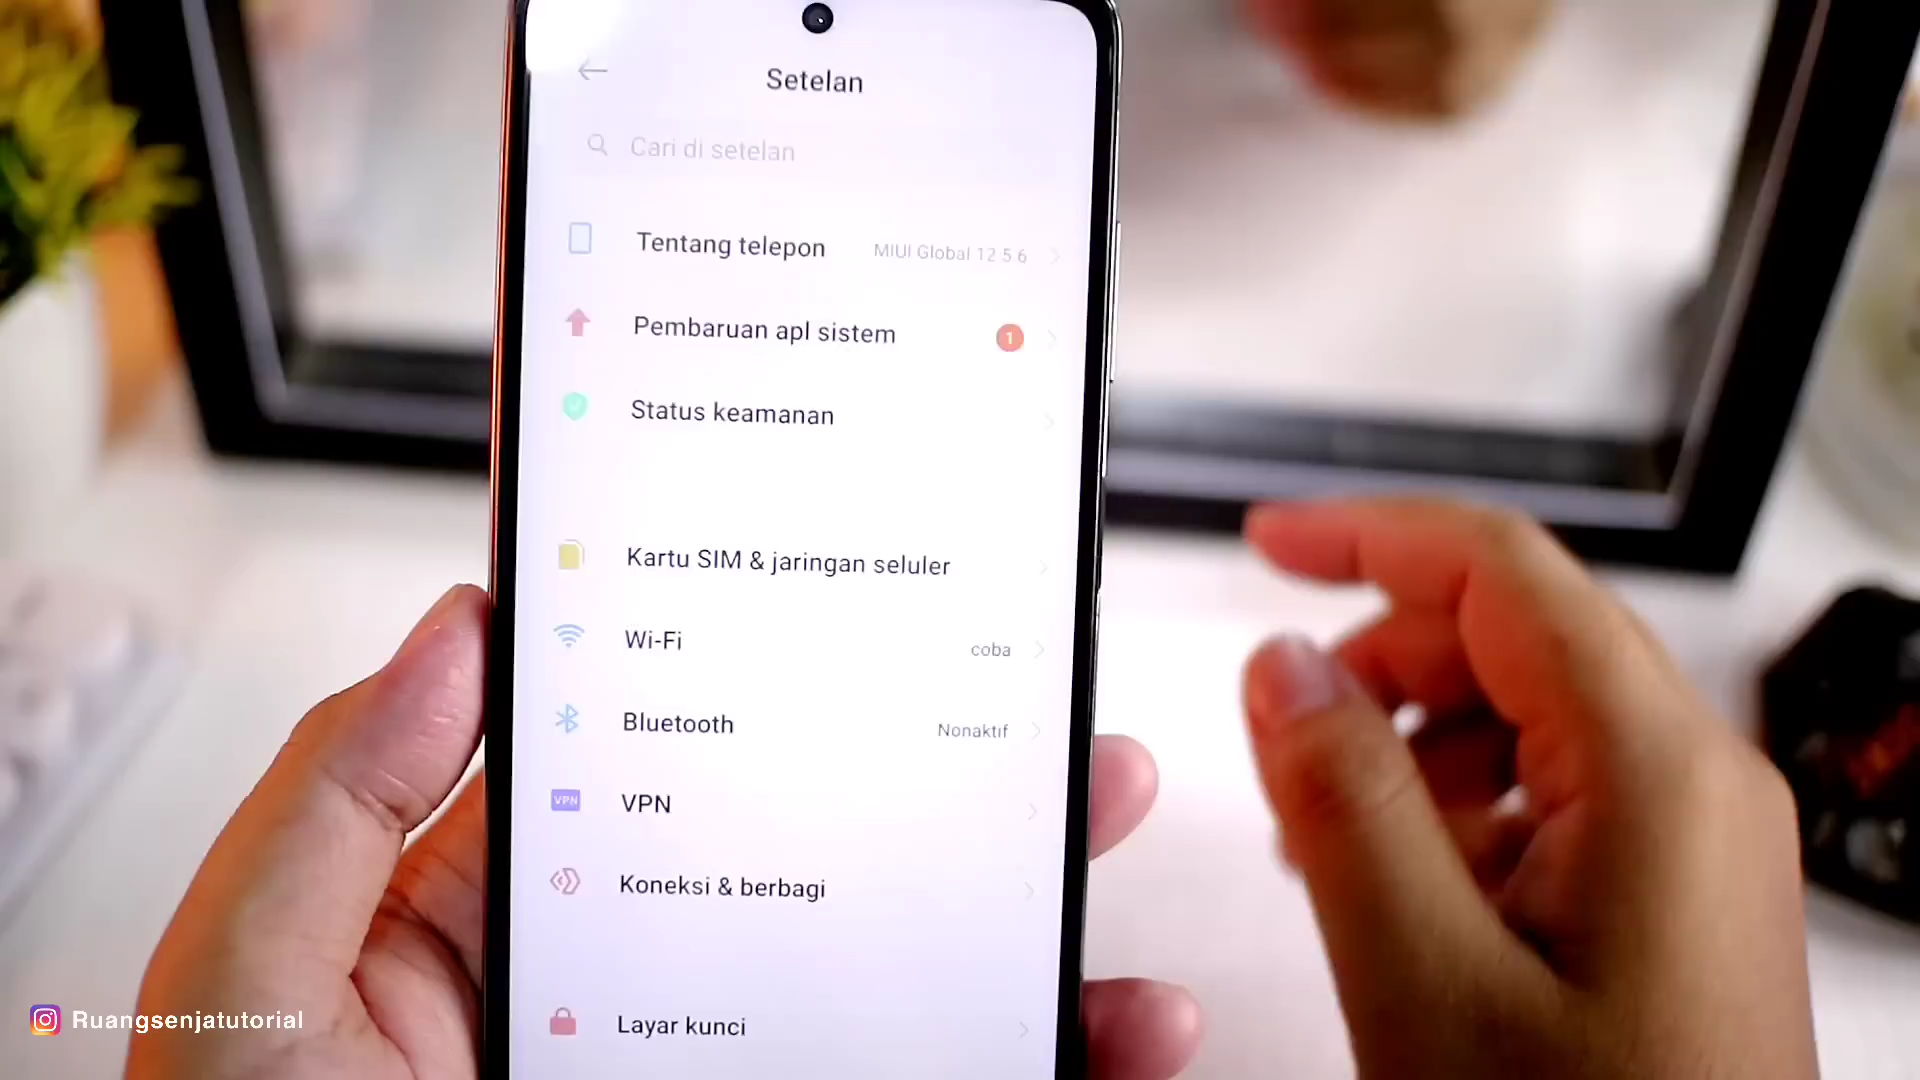 Setelan
Cari di setelan
Tentang telepon MIUI Global 12 5 6
Pembaruan apl sistem 1
Status keamanan
Kartu SIM & jaringan seluler
Wi-Fi coba
Bluetooth Nonaktif
VPN VPN
Koneksi & berbagi
Layar kunci
Ruangsenjatutorial